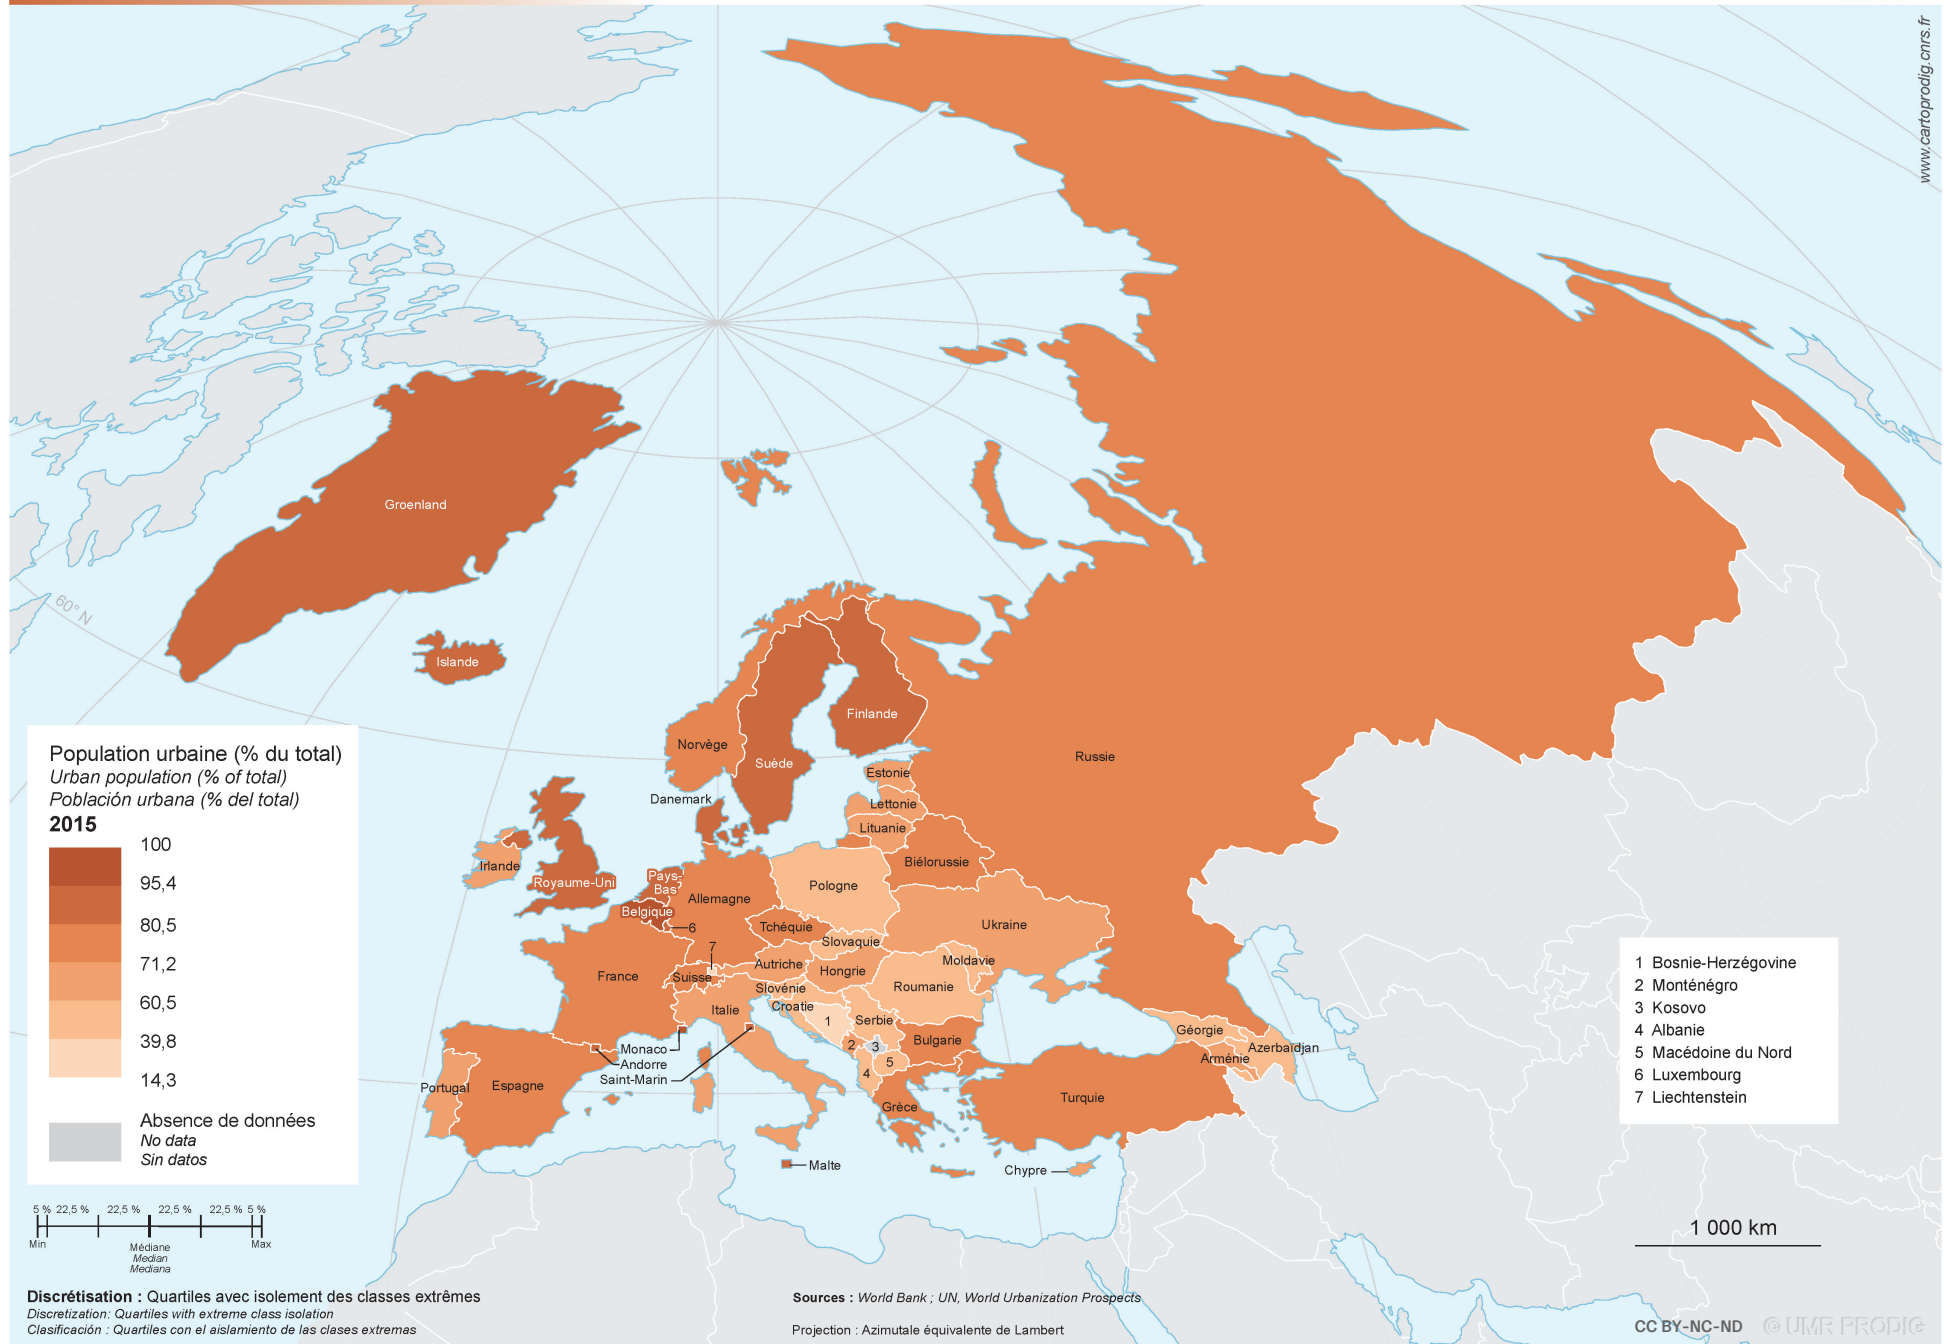 www.cartoprodig.cnrs.fr
Groenland
60° N
Islande
Finlande
Norvège
Suède
Russie
Estonie
Danemark
Lettonie
Lituanie
Irlande
Biélorussie
Royaume-Uni
Pays-
Bas
Pologne
Allemagne
Belgique
6
Tchéquie
Ukraine
7
Slovaquie
Moldavie
Autriche
Hongrie
France
Suisse
Slovénie
Roumanie
Croatie
Italie
1
Serbie
Géorgie
2
3
Bulgarie
Azerbaïdjan
Monaco
Andorre
Saint-Marin
4
5
Arménie
Portugal
Espagne
Grèce
Turquie
Malte
Chypre
Population urbaine (% du total)
Urban population (% of total)
Población urbana (% del total)
2015
100
95,4
80,5
71,2
60,5
39,8
14,3
Absence de données
No data
Sin datos
5 % 22,5 % 22,5 % 22,5 % 22,5 % 5 %
Min
Max
Médiane
Median
Mediana
1 Bosnie-Herzégovine
2 Monténégro
3 Kosovo
4 Albanie
5 Macédoine du Nord
6 Luxembourg
7 Liechtenstein
1 000 km
Discrétisation : Quartiles avec isolement des classes extrêmes
Discretization: Quartiles with extreme class isolation
Clasificación : Quartiles con el aislamiento de las clases extremas
Sources : World Bank ; UN, World Urbanization Prospects
Projection : Azimutale équivalente de Lambert
CC BY-NC-ND © UMR PRODIG